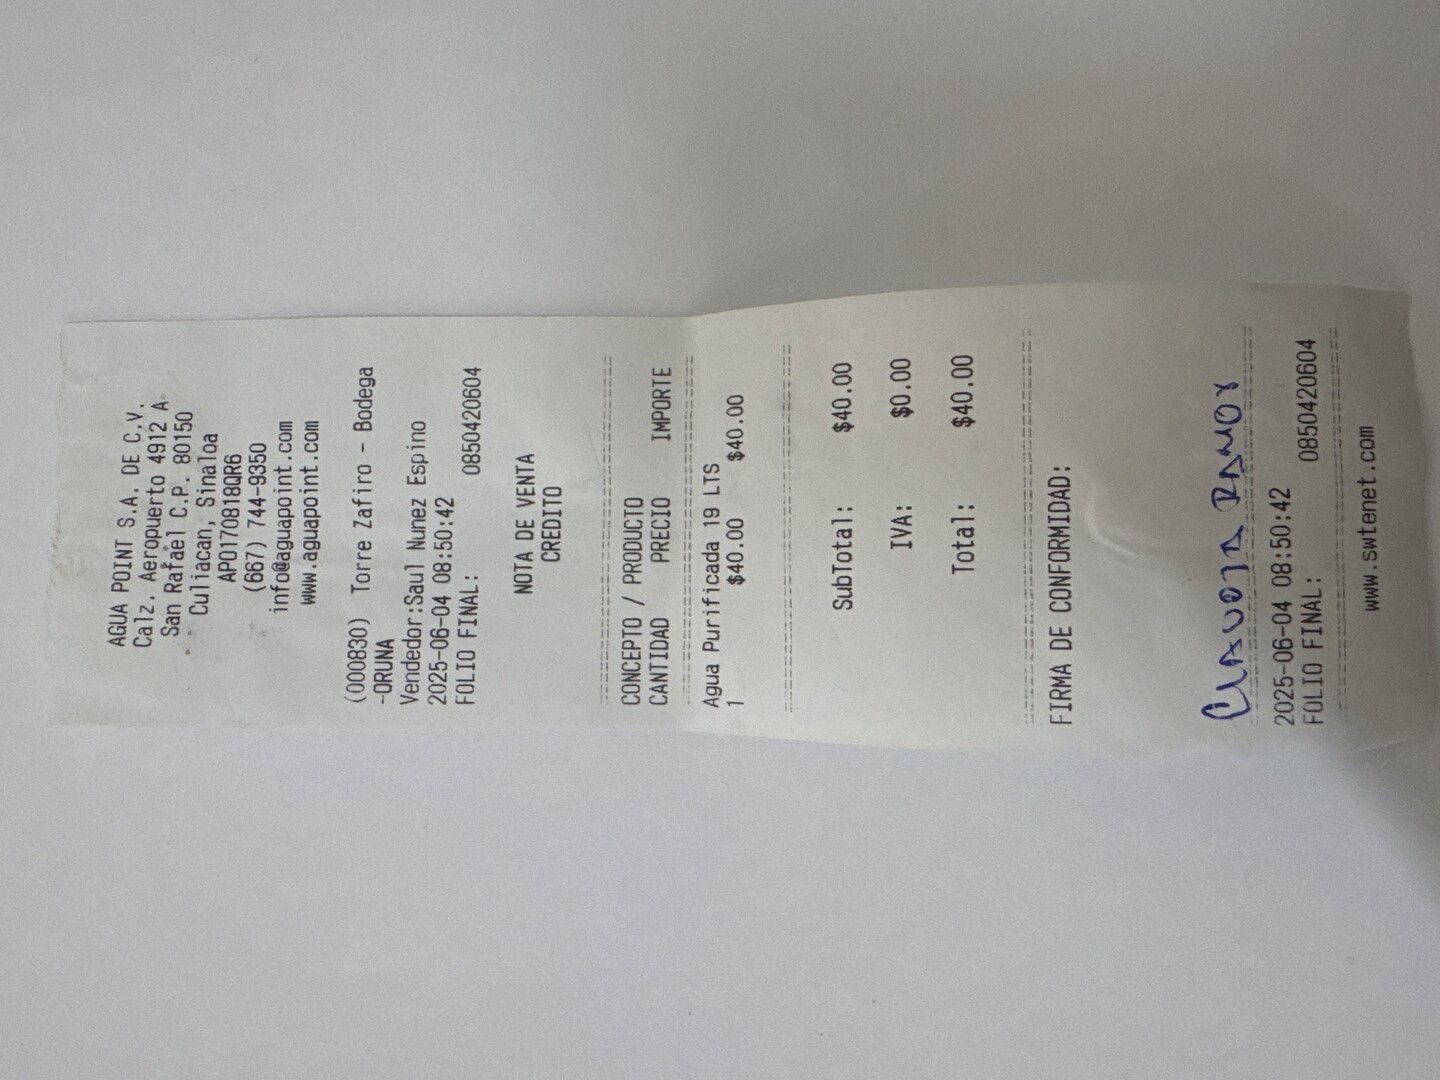 AGUA POINT S.A. DE C.V.
Calz. Aeropuerto 4912 A
San Rafael C.P. 80150
Culiacan, Sinaloa
APO170818QR6
(667) 744-9350
info@aguapoint.com
www.aguapoint.com
(000830) Torre Zafiro - Bodega
-ORUNA
Vendedor:Saul Nunez Espino
2025-06-04 08:50:42
FOLIO FINAL: 0850420604
NOTA DE VENTA
CREDITO
CONCEPTO / PRODUCTO
CANTIDAD PRECIO IMPORTE
Agua Purificada 19 LTS
1 $40.00 $40.00
SubTotal: $40.00
IVA: $0.00
Total: $40.00
FIRMA DE CONFORMIDAD:
CLAUDIA RAMOS
2025-06-04 08:50:42
FOLIO FINAL: 0850420604
www.swtenet.com